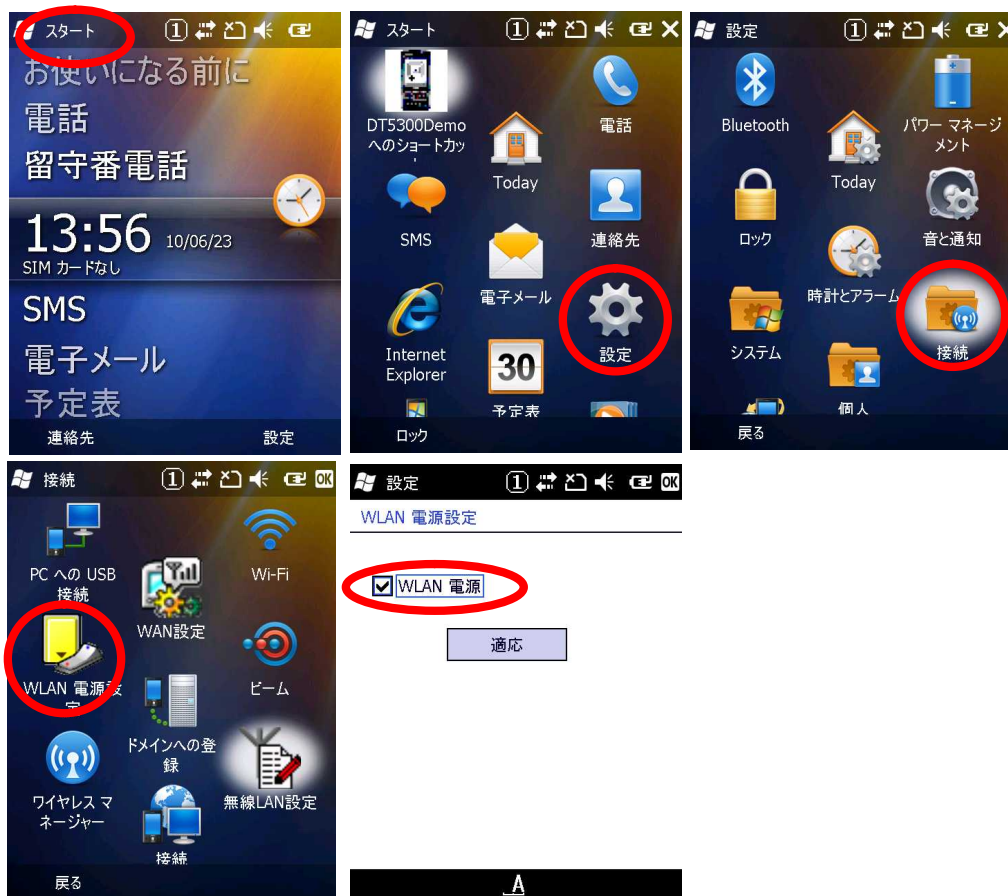 スタート
お使いになる前に
電話
留守番電話
13:56 10/06/23
SIM カードなし
SMS
電子メール
予定表
連絡先 設定
スタート
DT5300Demo
へのショートカッ
電話
Today
SMS
連絡先
電子メール
設定
Internet
Explorer
30
予定表
ロック
設定
Bluetooth
パワー マネージ
メント
Today
ロック
音と通知
時計とアラーム
システム
接続
個人
戻る
接続
OK
PC への USB
接続
Wi-Fi
WAN設定
WLAN 電源設
定
ビーム
ドメインへの登
録
ワイヤレス マ
ネージャー
無線LAN設定
接続
戻る
設定
OK
WLAN 電源設定
WLAN 電源
適応
A